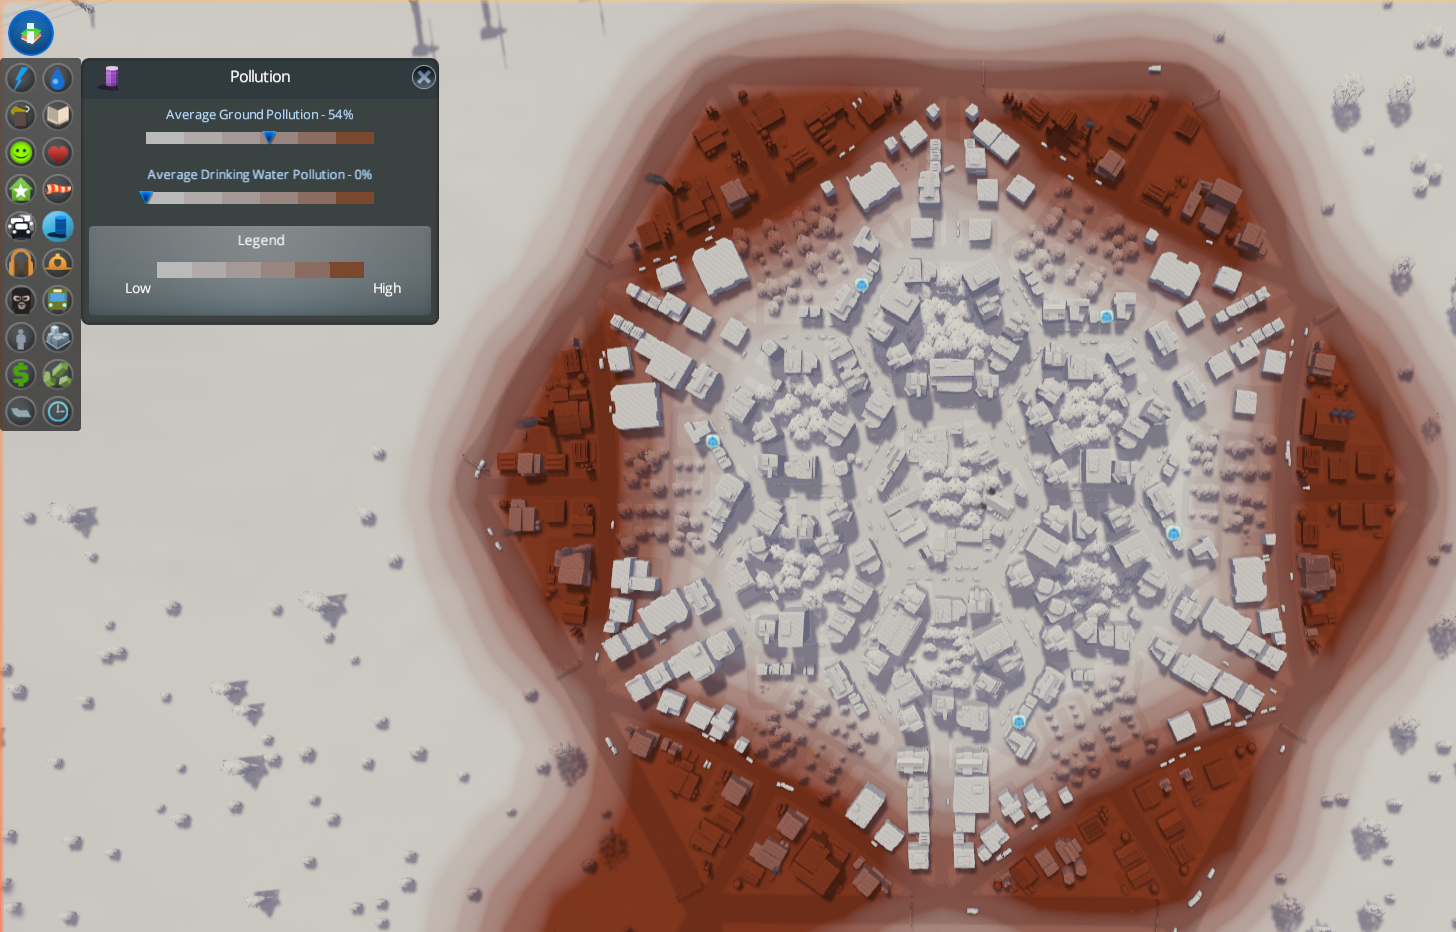 Pollution
Average Ground Pollution - 54%
Average Drinking Water Pollution - 0%
Legend
Low High